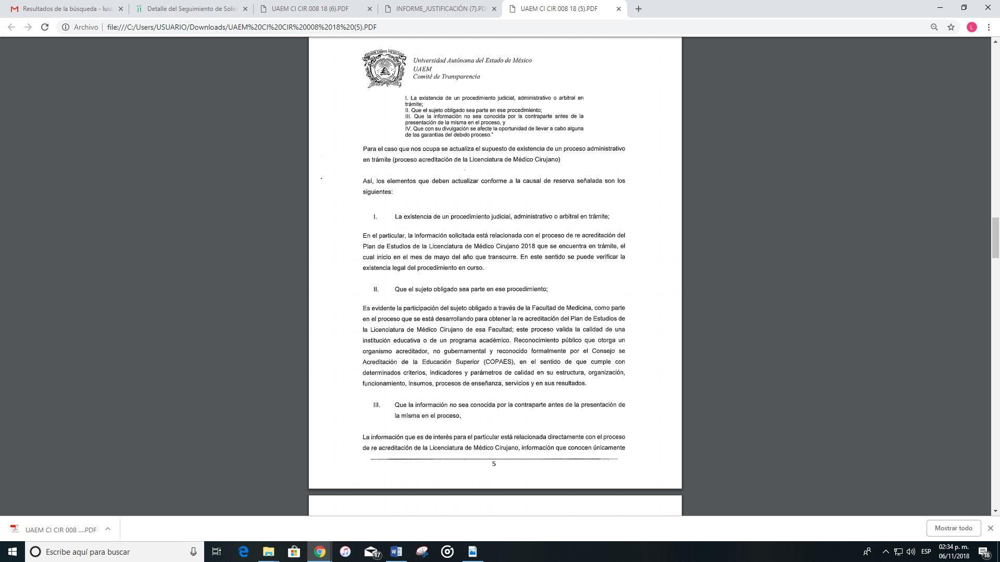 Resultados de la búsqueda - luis.
Detalle del Seguimiento de Solici
UAEM CI CIR 008 18 (6).PDF
INFORME_JUSTIFICACIÓN (7).PDF
UAEM CI CIR 008 18 (5).PDF
Archivo
file:///C:/Users/USUARIO/Downloads/UAEM%20CI%20CIR%20008%2018%20(5).PDF
L
ESTADOS UNIDOS MEXICANOS
Universidad Autónoma del Estado de México
UAEM
Comité de Transparencia
I. La existencia de un procedimiento judicial, administrativo o arbitral en
trámite;
II. Que el sujeto obligado sea parte en ese procedimiento;
III. Que la información no sea conocida por la contraparte antes de la
presentación de la misma en el proceso, y
IV. Que con su divulgación se afecte la oportunidad de llevar a cabo alguna
de las garantías del debido proceso."
Para el caso que nos ocupa se actualiza el supuesto de existencia de un proceso administrativo
en trámite (proceso acreditación de la Licenciatura de Médico Cirujano)
Así, los elementos que deben actualizar conforme a la causal de reserva señalada son los
siguientes:
I. La existencia de un procedimiento judicial, administrativo o arbitral en trámite;
En el particular, la información solicitada está relacionada con el proceso de re acreditación del
Plan de Estudios de la Licenciatura de Médico Cirujano 2018 que se encuentra en trámite, el
cual inicio en el mes de mayo del año que transcurre. En este sentido se puede verificar la
existencia legal del procedimiento en curso.
II. Que el sujeto obligado sea parte en ese procedimiento;
Es evidente la participación del sujeto obligado a través de la Facultad de Medicina, como parte
en el proceso que se está desarrollando para obtener la re acreditación del Plan de Estudios de
la Licenciatura de Médico Cirujano de esa Facultad; este proceso valida la calidad de una
institución educativa o de un programa académico. Reconocimiento público que otorga un
organismo acreditador, no gubernamental y reconocido formalmente por el Consejo se
Acreditación de la Educación Superior (COPAES), en el sentido de que cumple con
determinados criterios, indicadores y parámetros de calidad en su estructura, organización,
funcionamiento, insumos, procesos de enseñanza, servicios y en sus resultados.
III. Que la información no sea conocida por la contraparte antes de la presentación de
la misma en el proceso,
La información que es de interés para el particular está relacionada directamente con el proceso
de re acreditación de la Licenciatura de Médico Cirujano, información que conocen únicamente
5
UAEM CI CIR 008 ....PDF
Mostrar todo
Escribe aquí para buscar
17
ESP
02:34 p. m.
06/11/2018
18